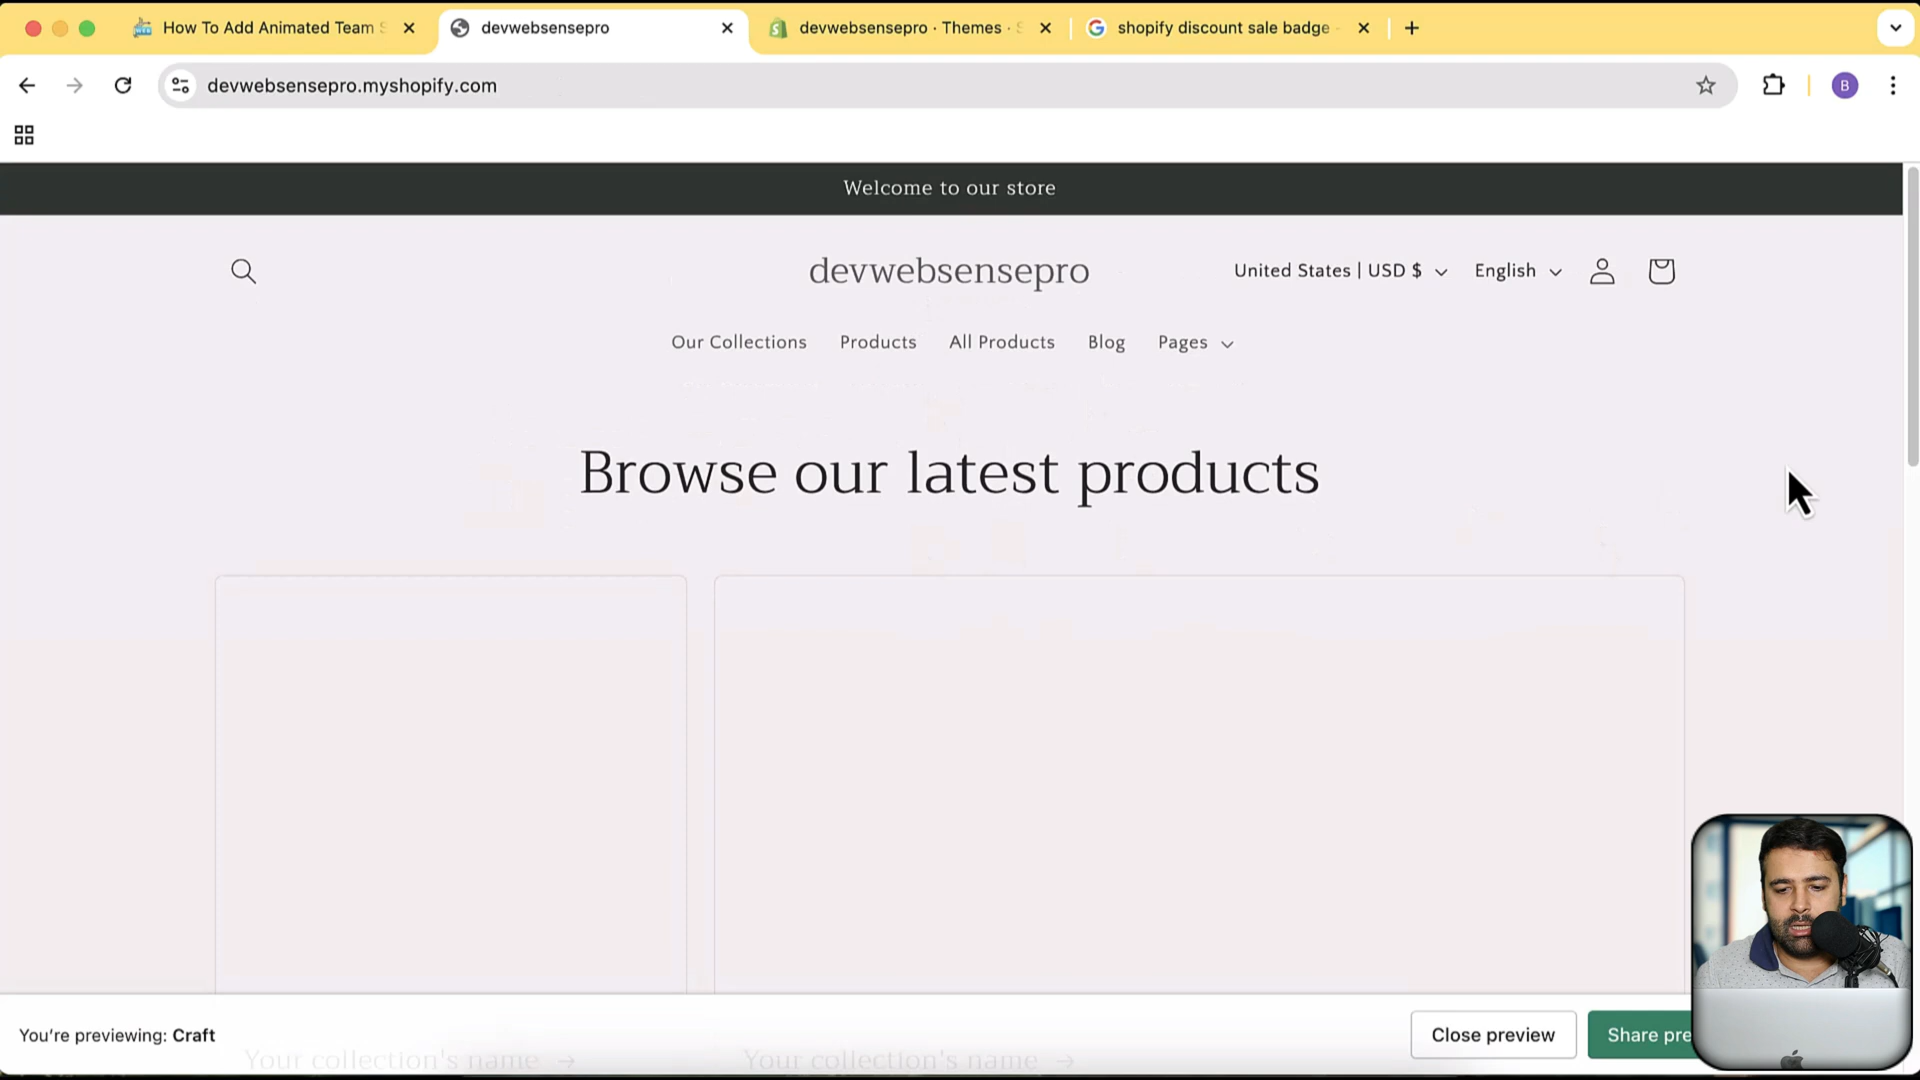 How To Add Animated Team
devwebsensepro
devwebsensepro · Themes ·
shopify discount sale badge
devwebsensepro.myshopify.com
B
Welcome to our store
devwebsensepro
United States | USD $
English
Our Collections
Products
All Products
Blog
Pages
Browse our latest products
You're previewing: Craft
Close preview
Share pre
Your collection's name →
Your collection's name →